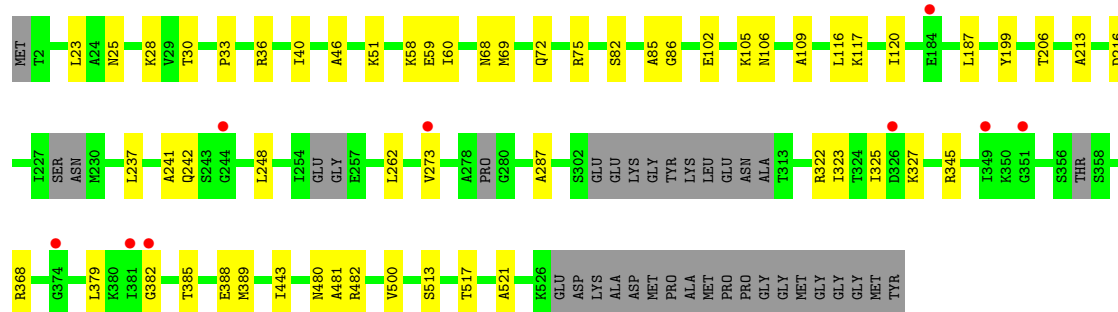 MET T2 L23 A24 N25 K28 V29 T30 P33 R36 I40 A46 K51 K58 E59 I60 N68 M69 Q72 R75 S82 A85 G86 E102 K105 N106 A109 L116 K117 I120 E184 L187 Y199 T206 A213
I227 SER ASN M230 L237 A241 Q242 S243 G244 L248 I254 GLU GLY E257 L262 V273 A278 PRO G280 A287 S302 GLU GLU LYS GLY TYR LYS LEU GLU ASN ALA T313 R322 I323 T324 I325 D326 K327 R345 I349 K350 G351 S356 THR S358
R368 G374 L379 K380 I381 G382 T385 E388 M389 I443 N480 A481 R482 V500 S513 T517 A521 K526 GLU ASP LYS ALA ASP MET PRO ALA MET PRO PRO GLY GLY MET GLY GLY GLY MET TYR